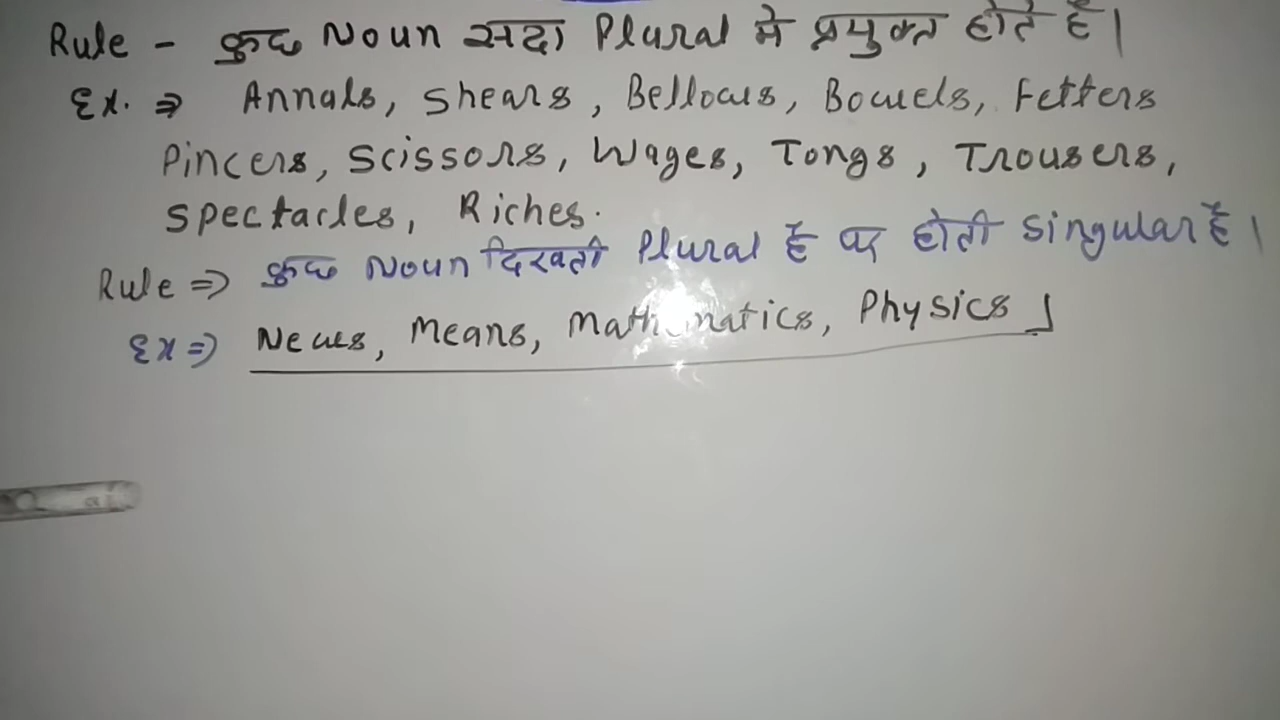 Rule - कुछ Noun सदा Plural मे प्रयुक्त होते है।
Ex. ⇒ Annals, Shears, Bellows, Bowels, Fetters
Pincers, Scissors, Wages, Tongs, Trousers,
Spectacles, Riches.
Rule ⇒ कुछ Noun दिखती Plural है पर होती Singular है।
Ex ⇒ News, Means, Mathematics, Physics